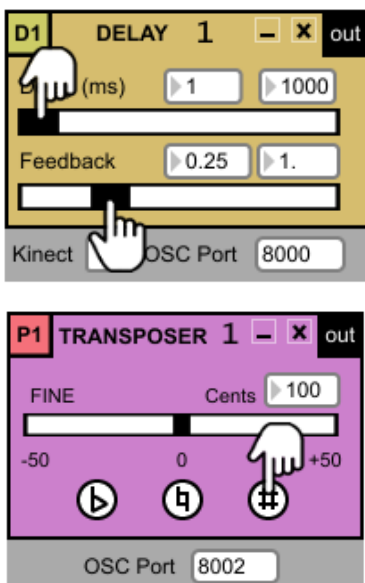 D1 DELAY 1 out
(ms) 1 1000
Feedback 0.25 1.
Kinect OSC Port 8000
P1 TRANSPOSER 1 out
FINE Cents 100
-50 0 +50
♭ ♮ #
OSC Port 8002